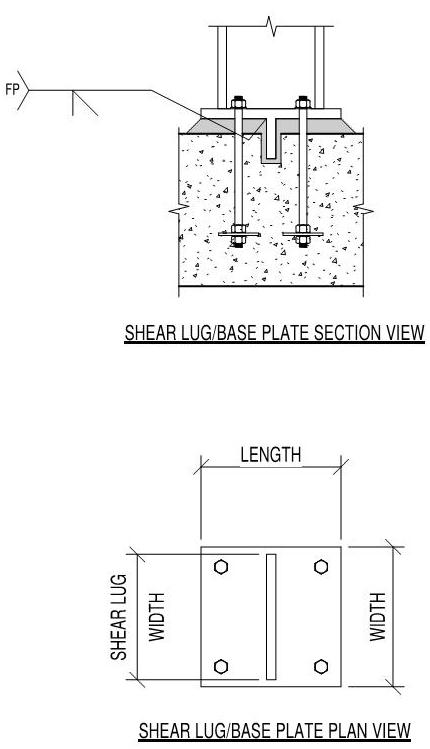 FP
SHEAR LUG/BASE PLATE SECTION VIEW
LENGTH
SHEAR LUG
WIDTH
WIDTH
SHEAR LUG/BASE PLATE PLAN VIEW